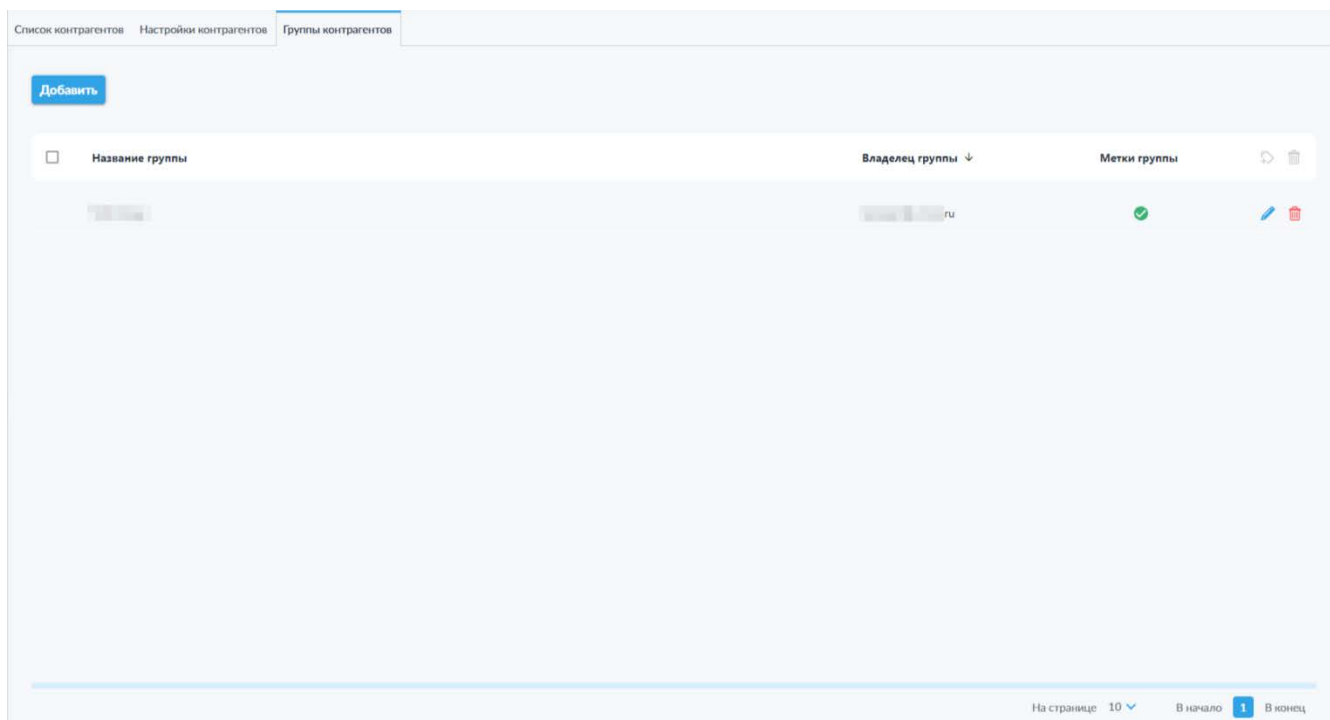 Список контрагентов Настройки контрагентов Группы контрагентов
Добавить
Название группы Владелец группы Метки группы
ru
На странице 10 В начало 1 В конец